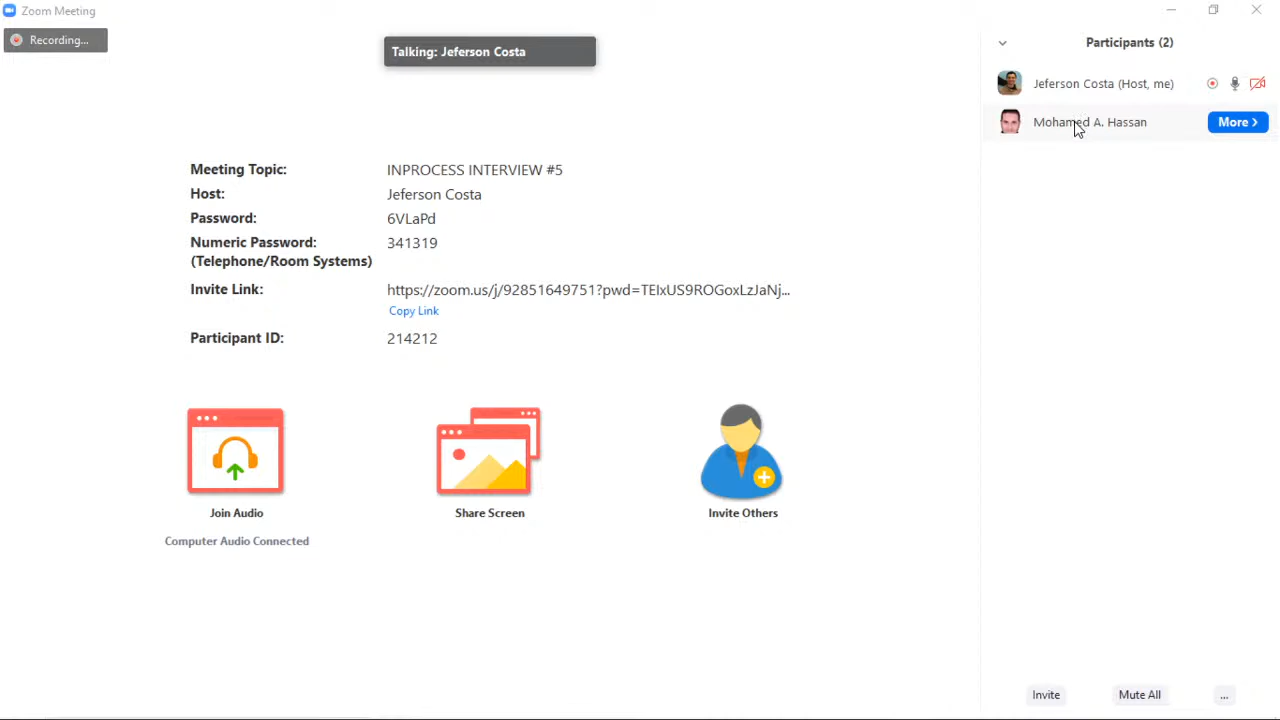 Zoom Meeting
Recording...
Talking: Jeferson Costa
Participants (2)
Jeferson Costa (Host, me)
Mohamed A. Hassan
More >
Meeting Topic: INPROCESS INTERVIEW #5
Host: Jeferson Costa
Password: 6VLaPd
Numeric Password: 341319
(Telephone/Room Systems)
Invite Link: https://zoom.us/j/92851649751?pwd=TEIxUS9ROGoxLzJaNj...
Copy Link
Participant ID: 214212
Join Audio
Share Screen
Invite Others
Computer Audio Connected
Invite
Mute All
...